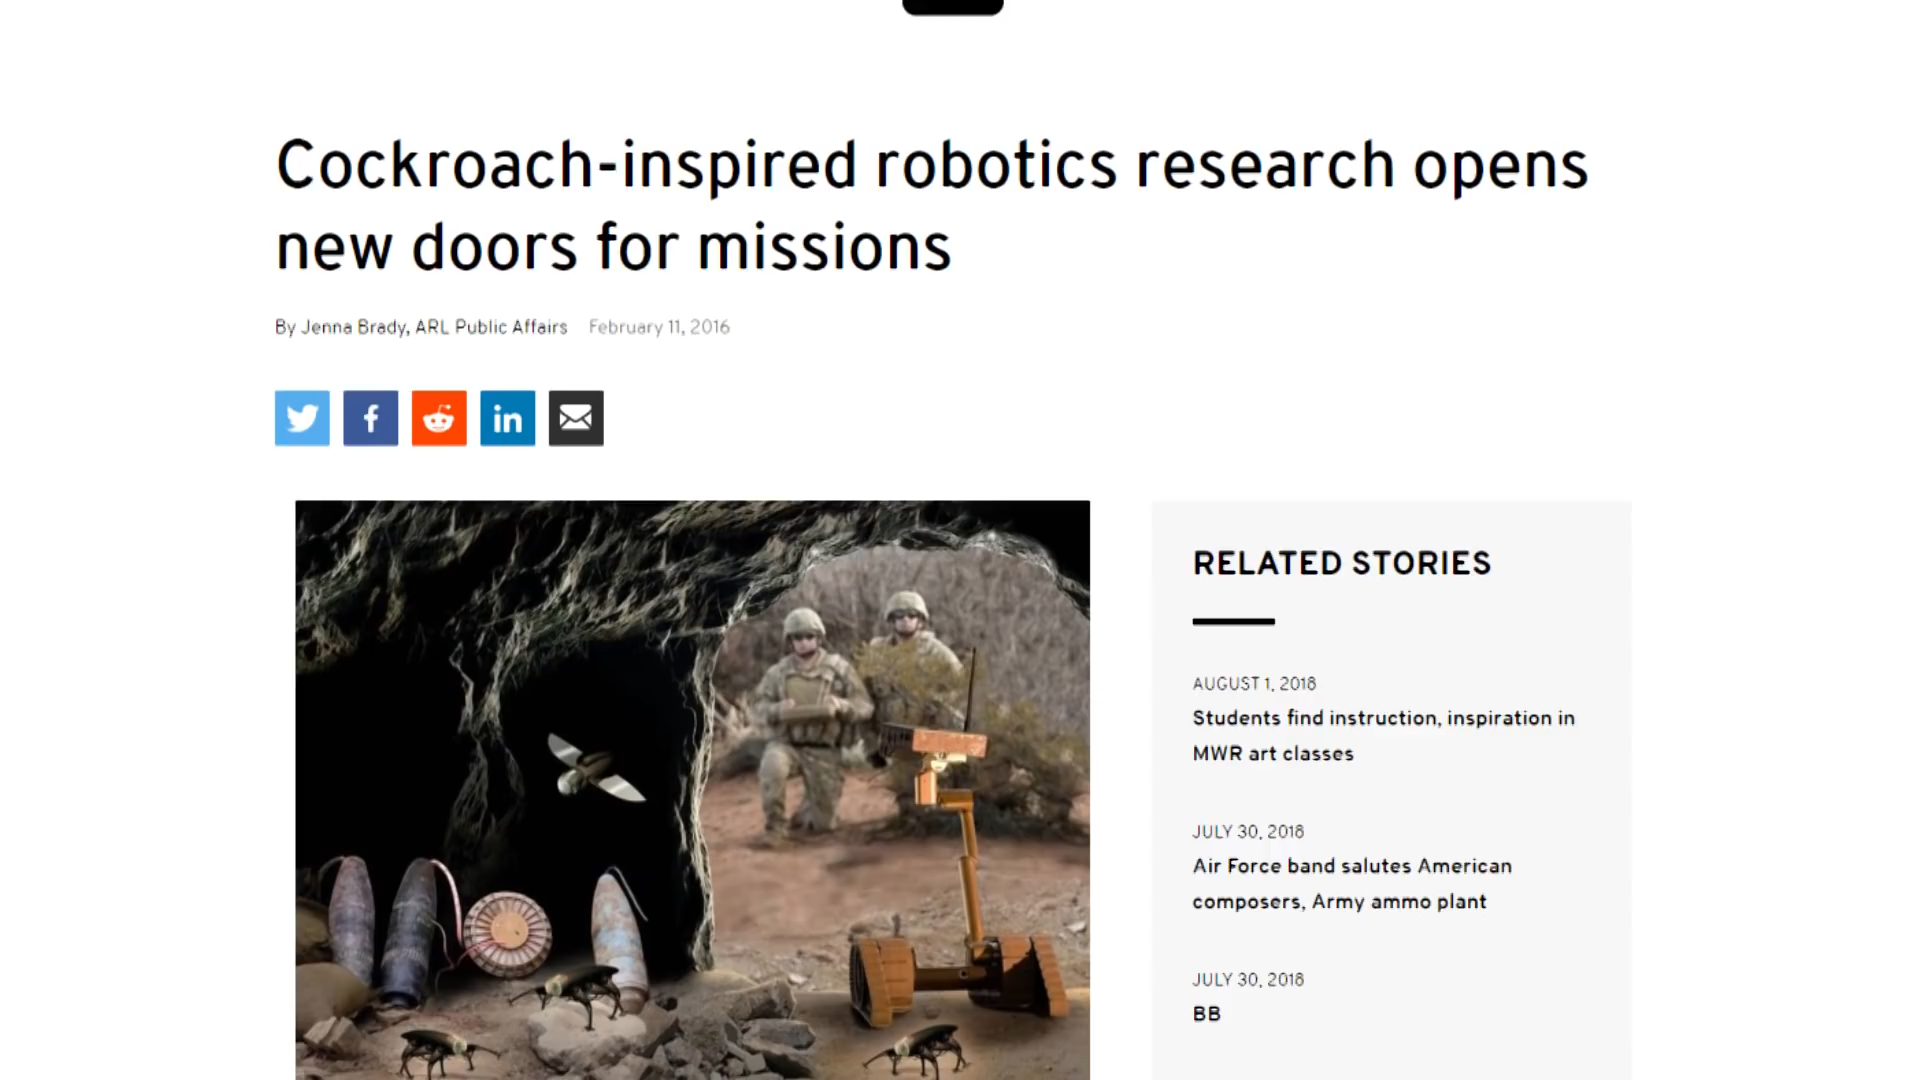 Cockroach-inspired robotics research opens
new doors for missions
By Jenna Brady, ARL Public Affairs February 11, 2016
RELATED STORIES
AUGUST 1, 2018
Students find instruction, inspiration in
MWR art classes
JULY 30, 2018
Air Force band salutes American
composers, Army ammo plant
JULY 30, 2018
BB